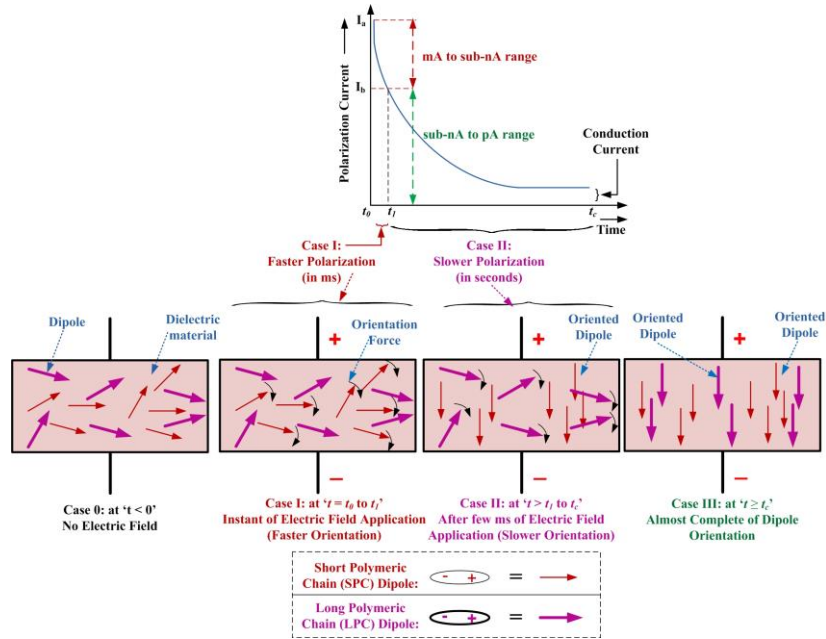 Iₐ
mA to sub-nA range
I_b
sub-nA to pA range
Polarization Current
Conduction
Current
t₀
t₁
t_c
Time
Case I:
Faster Polarization
(in ms)
Case II:
Slower Polarization
(in seconds)
Dipole
Dielectric
material
+
Orientation
Force
+
Oriented
Dipole
Oriented
Dipole
+
Oriented
Dipole
Case 0: at ‘t < 0’
No Electric Field
−
Case I: at ‘t = t₀ to t₁’
Instant of Electric Field Application
(Faster Orientation)
−
Case II: at ‘t > t₁ to t_c’
After few ms of Electric Field
Application (Slower Orientation)
−
Case III: at ‘t ≥ t_c’
Almost Complete of Dipole
Orientation
Short Polymeric
Chain (SPC) Dipole:
- +
=
Long Polymeric
Chain (LPC) Dipole:
- +
=